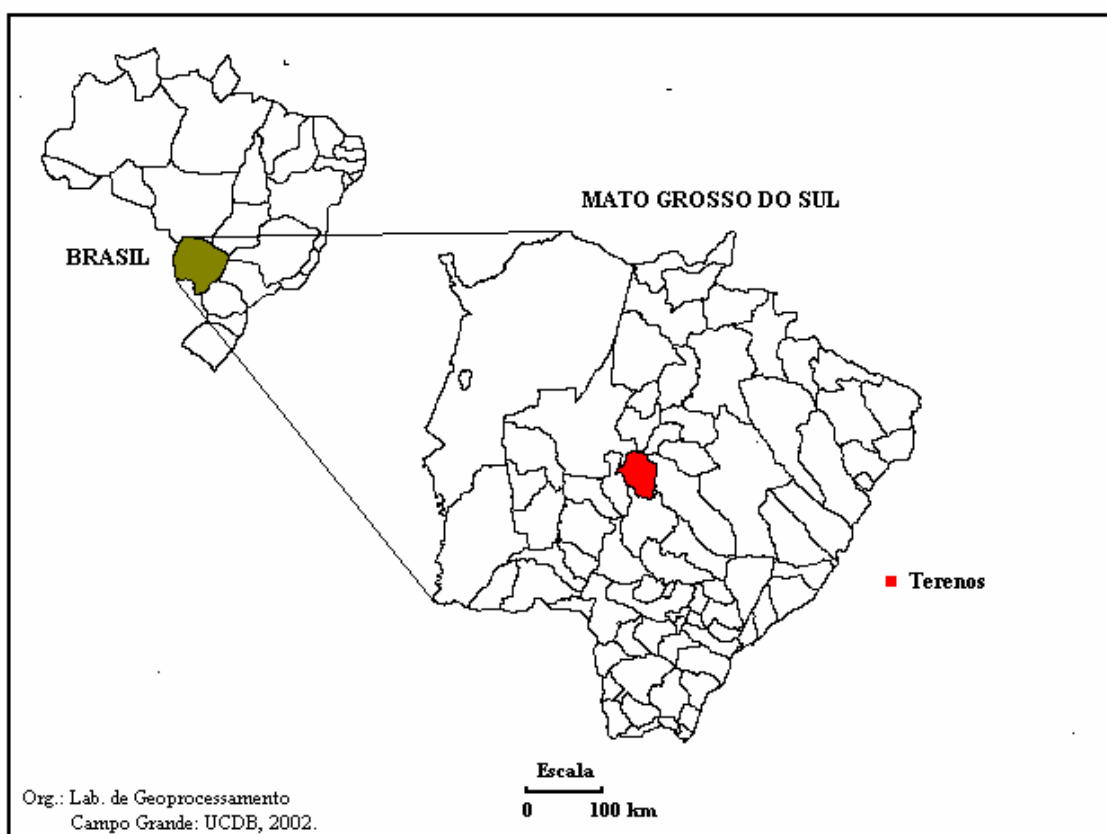 MATO GROSSO DO SUL
BRASIL
Terenos
Escala
0 100 km
Org.: Lab. de Geoprocessamento
Campo Grande: UCDB, 2002.